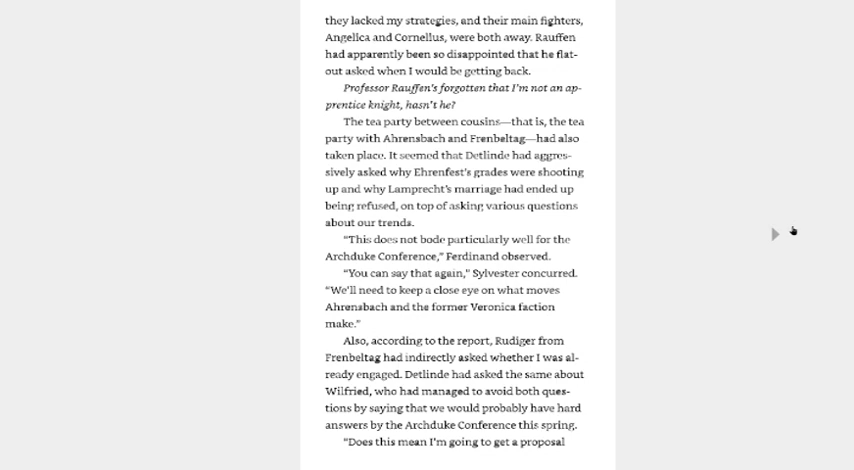 they lacked my strategies, and their main fighters,
Angelica and Cornelius, were both away. Rauffen
had apparently been so disappointed that he flat-
out asked when I would be getting back.
Professor Rauffen's forgotten that I'm not an ap-
prentice knight, hasn't he?
The tea party between cousins—that is, the tea
party with Ahrensbach and Frenbeltag—had also
taken place. It seemed that Detlinde had aggres-
sively asked why Ehrenfest's grades were shooting
up and why Lamprecht's marriage had ended up
being refused, on top of asking various questions
about our trends.
"This does not bode particularly well for the
Archduke Conference," Ferdinand observed.
"You can say that again," Sylvester concurred.
"We'll need to keep a close eye on what moves
Ahrensbach and the former Veronica faction
make."
Also, according to the report, Rudiger from
Frenbeltag had indirectly asked whether I was al-
ready engaged. Detlinde had asked the same about
Wilfried, who had managed to avoid both ques-
tions by saying that we would probably have hard
answers by the Archduke Conference this spring.
"Does this mean I'm going to get a proposal